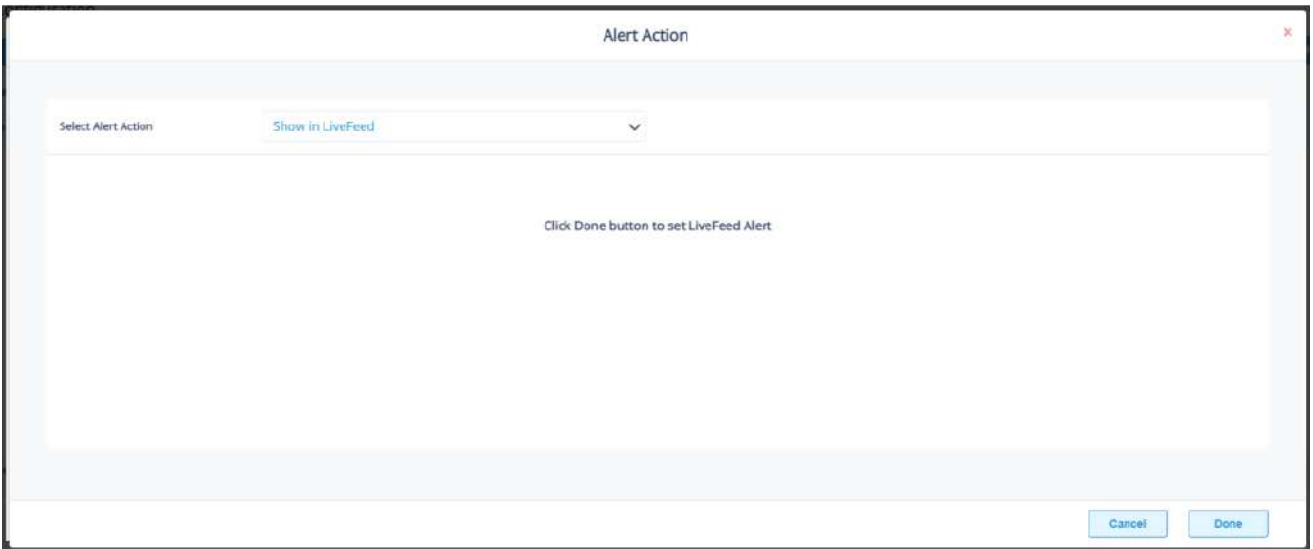 Alert Action
x
Select Alert Action
Show in LiveFeed
Click Done button to set LiveFeed Alert
Cancel
Done